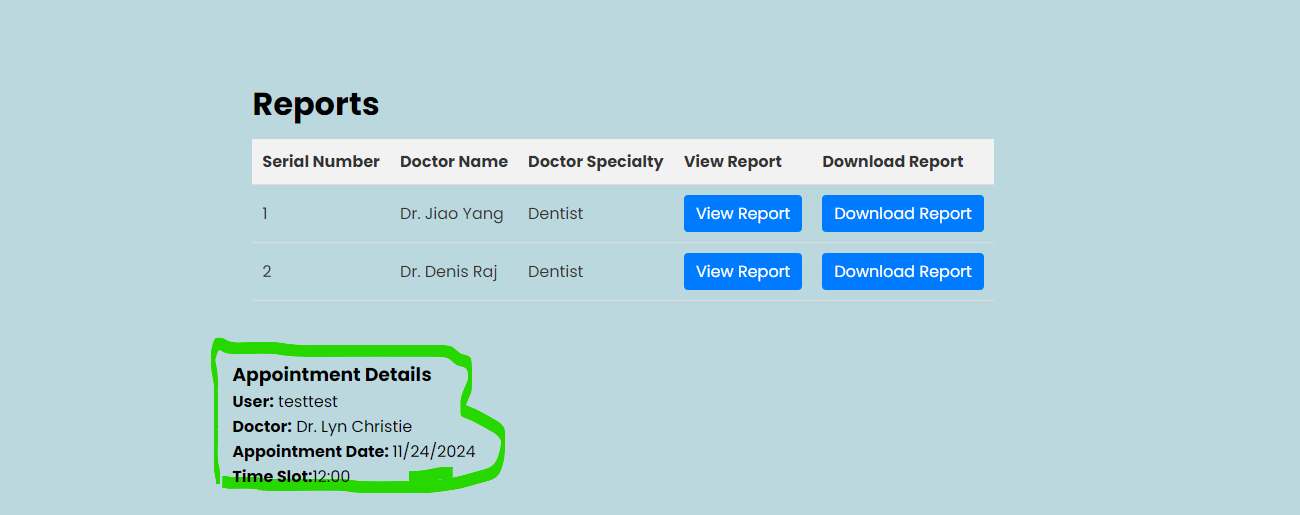 Reports
Serial Number Doctor Name Doctor Specialty View Report Download Report
1 Dr. Jiao Yang Dentist View Report Download Report
2 Dr. Denis Raj Dentist View Report Download Report
Appointment Details
User: testtest
Doctor: Dr. Lyn Christie
Appointment Date: 11/24/2024
Time Slot:12:00